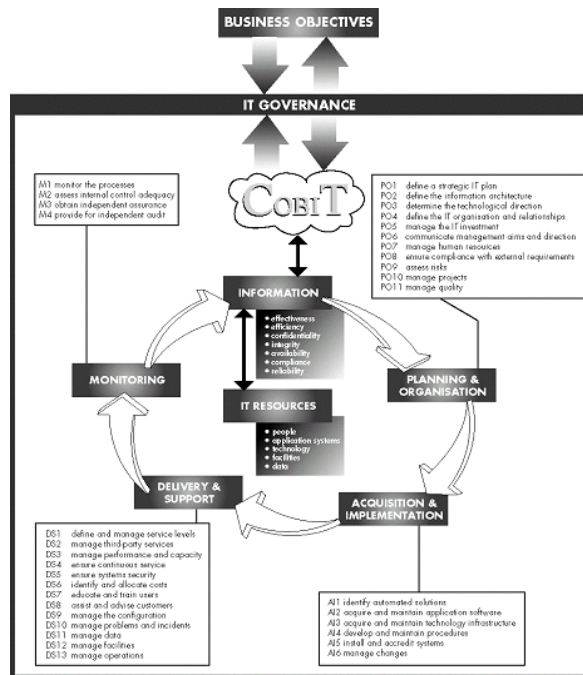 BUSINESS OBJECTIVES
IT GOVERNANCE
COBIT
M1 monitor the processes
M2 assess internal control adequacy
M3 obtain independent assurance
M4 provide for independent audit
PO1 define a strategic IT plan
PO2 define the information architecture
PO3 determine the technological direction
PO4 define the IT organisation and relationships
PO5 manage the IT investment
PO6 communicate management aims and direction
PO7 manage human resources
PO8 ensure compliance with external requirements
PO9 assess risks
PO10 manage projects
PO11 manage quality
INFORMATION
• effectiveness
• efficiency
• confidentiality
• integrity
• availability
• compliance
• reliability
MONITORING
PLANNING &
ORGANISATION
IT RESOURCES
• people
• application systems
• technology
• facilities
• data
DELIVERY &
SUPPORT
ACQUISITION &
IMPLEMENTATION
DS1 define and manage service levels
DS2 manage third-party services
DS3 manage performance and capacity
DS4 ensure continuous service
DS5 ensure systems security
DS6 identify and allocate costs
DS7 educate and train users
DS8 assist and advise customers
DS9 manage the configuration
DS10 manage problems and incidents
DS11 manage data
DS12 manage facilities
DS13 manage operations
AI1 identify automated solutions
AI2 acquire and maintain application software
AI3 acquire and maintain technology infrastructure
AI4 develop and maintain procedures
AI5 install and accredit systems
AI6 manage changes